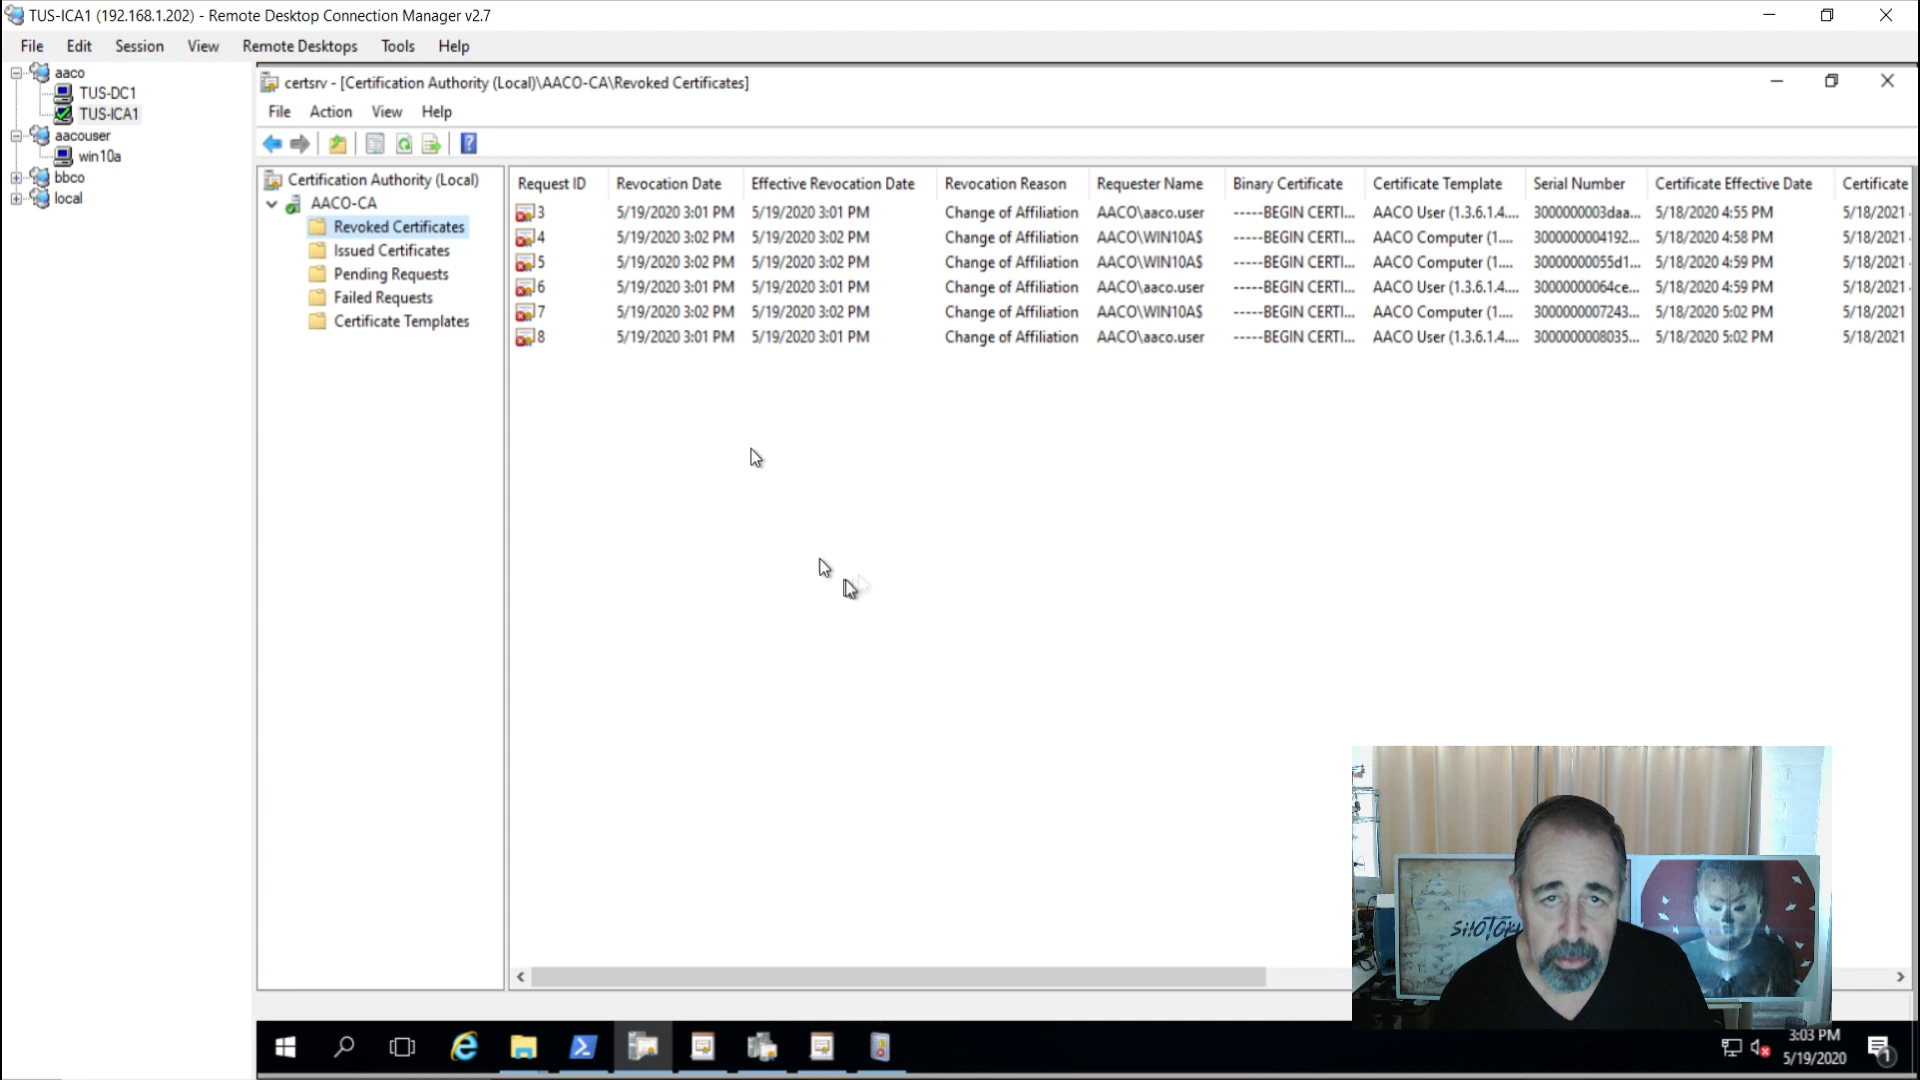 TUS-ICA1 (192.168.1.202) - Remote Desktop Connection Manager v2.7
File Edit Session View Remote Desktops Tools Help
aaco
TUS-DC1
TUS-ICA1
aacouser
win10a
bbco
local
certsrv - [Certification Authority (Local)\AACO-CA\Revoked Certificates]
File Action View Help
Certification Authority (Local)
AACO-CA
Revoked Certificates
Issued Certificates
Pending Requests
Failed Requests
Certificate Templates
Request ID Revocation Date Effective Revocation Date Revocation Reason Requester Name Binary Certificate Certificate Template Serial Number Certificate Effective Date Certificate
3 5/19/2020 3:01 PM 5/19/2020 3:01 PM Change of Affiliation AACO\aaco.user -----BEGIN CERTI... AACO User (1.3.6.1.4.... 3000000003daa... 5/18/2020 4:55 PM 5/18/2021
4 5/19/2020 3:02 PM 5/19/2020 3:02 PM Change of Affiliation AACO\WIN10A$ -----BEGIN CERTI... AACO Computer (1.... 3000000004192... 5/18/2020 4:58 PM 5/18/2021
5 5/19/2020 3:02 PM 5/19/2020 3:02 PM Change of Affiliation AACO\WIN10A$ -----BEGIN CERTI... AACO Computer (1.... 30000000055d1... 5/18/2020 4:59 PM 5/18/2021
6 5/19/2020 3:01 PM 5/19/2020 3:01 PM Change of Affiliation AACO\aaco.user -----BEGIN CERTI... AACO User (1.3.6.1.4.... 30000000064ce... 5/18/2020 4:59 PM 5/18/2021
7 5/19/2020 3:02 PM 5/19/2020 3:02 PM Change of Affiliation AACO\WIN10A$ -----BEGIN CERTI... AACO Computer (1.... 3000000007243... 5/18/2020 5:02 PM 5/18/2021
8 5/19/2020 3:01 PM 5/19/2020 3:01 PM Change of Affiliation AACO\aaco.user -----BEGIN CERTI... AACO User (1.3.6.1.4.... 3000000008035... 5/18/2020 5:02 PM 5/18/2021
3:03 PM
5/19/2020
1